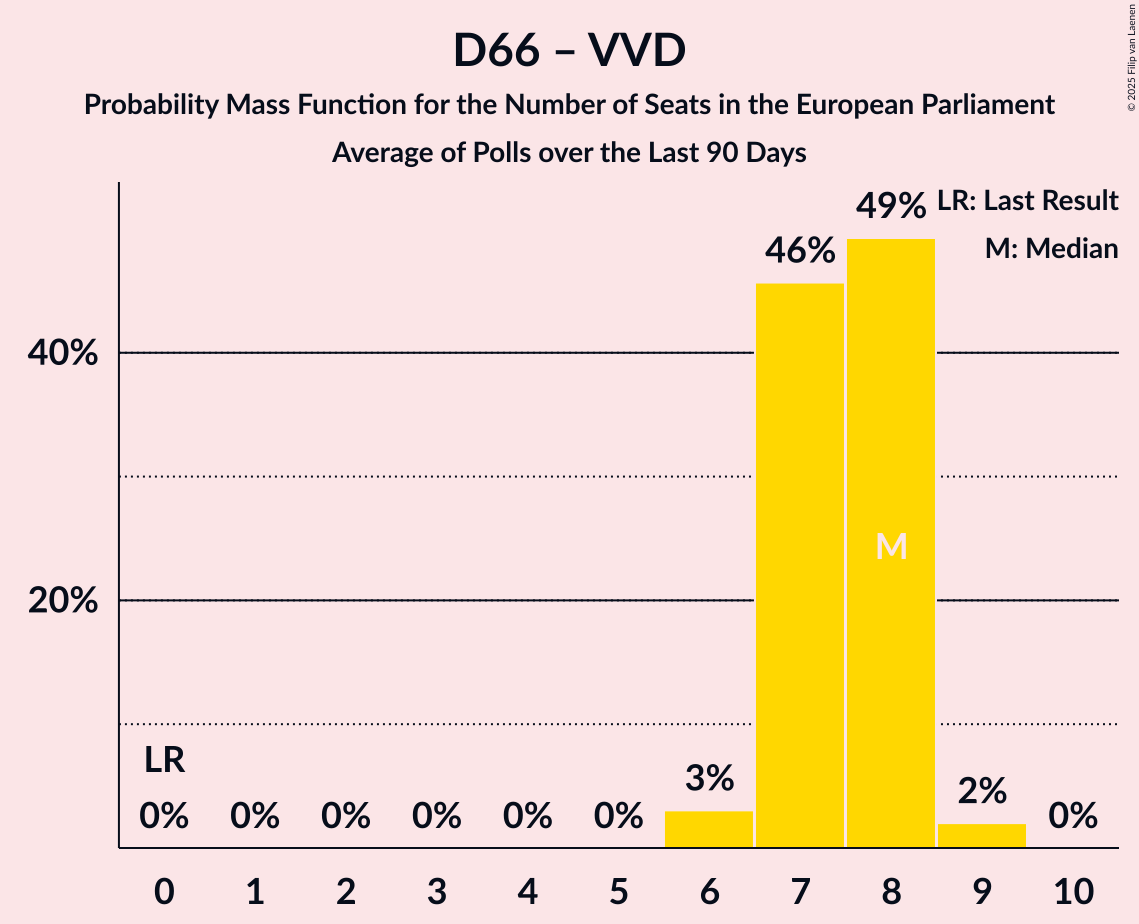 D66 – VVD
Probability Mass Function for the Number of Seats in the European Parliament
Average of Polls over the Last 90 Days
© 2025 Filip van Laenen
LR: Last Result
M: Median
40%
20%
LR
0%
0%
0%
0%
0%
0%
3%
46%
49%
M
2%
0%
0 1 2 3 4 5 6 7 8 9 10